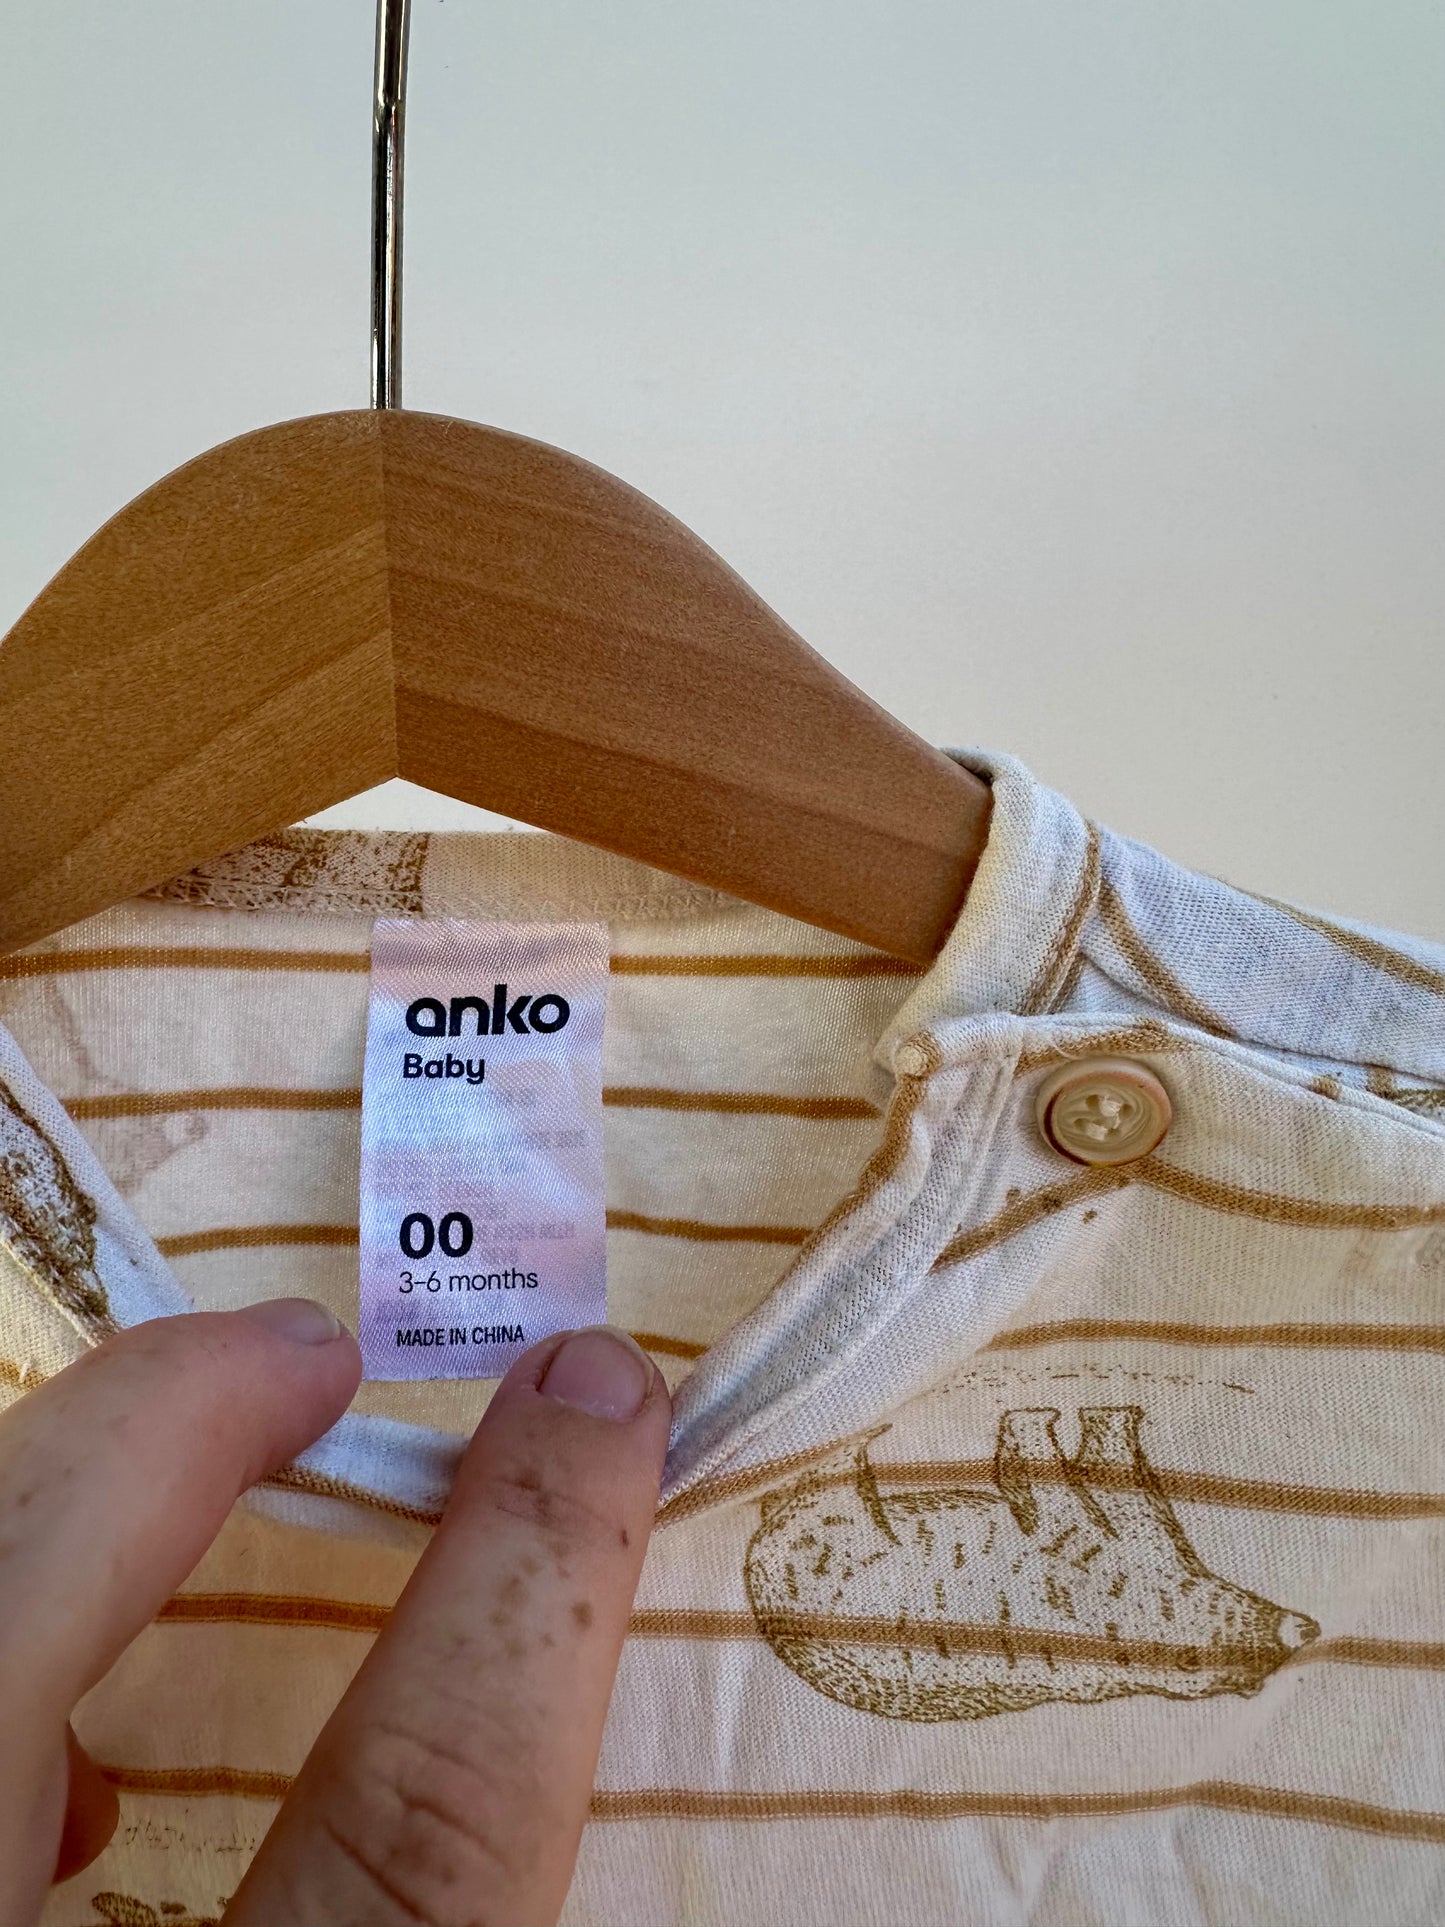 anko
Baby
00
3–6 months
MADE IN CHINA